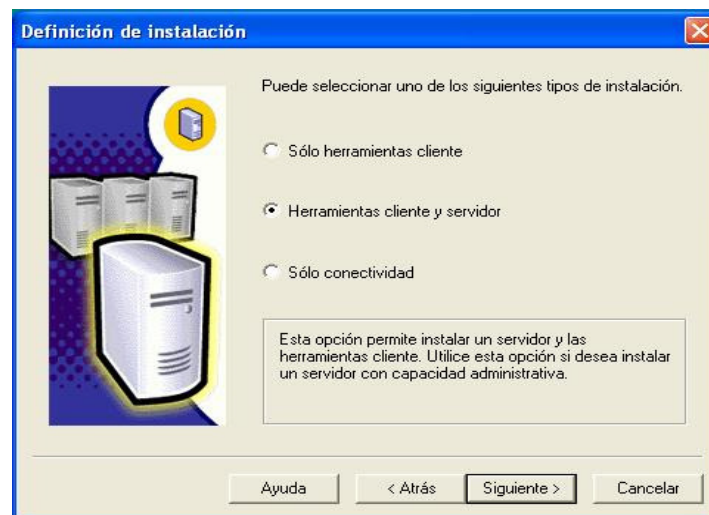 Definición de instalación
Puede seleccionar uno de los siguientes tipos de instalación.
Sólo herramientas cliente
Herramientas cliente y servidor
Sólo conectividad
Esta opción permite instalar un servidor y las
herramientas cliente. Utilice esta opción si desea instalar
un servidor con capacidad administrativa.
Ayuda < Atrás Siguiente > Cancelar